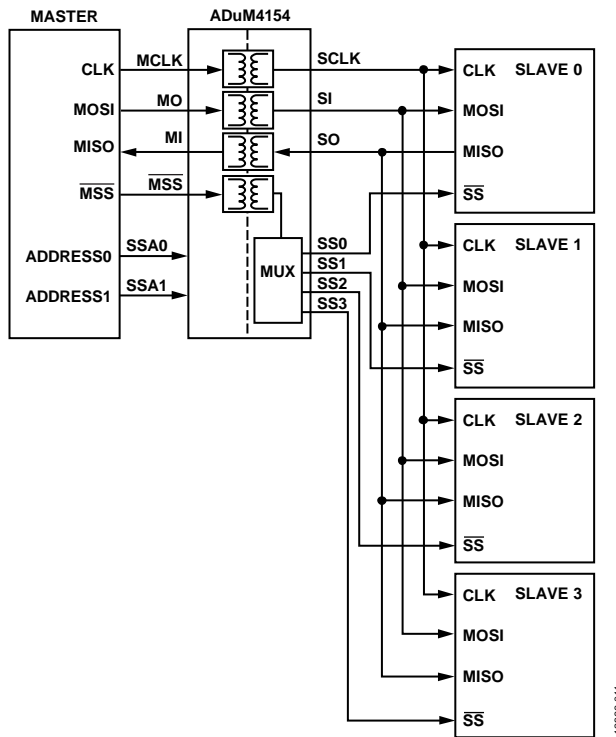 MASTER
ADuM4154
CLK
MCLK
SCLK
CLK
SLAVE 0
MOSI
MO
SI
MOSI
MISO
MI
SO
MISO
MSS
MSS
SS
ADDRESS0
SSA0
ADDRESS1
SSA1
MUX
SS0
SS1
SS2
SS3
CLK
SLAVE 1
MOSI
MISO
SS
CLK
SLAVE 2
MOSI
MISO
SS
CLK
SLAVE 3
MOSI
MISO
SS